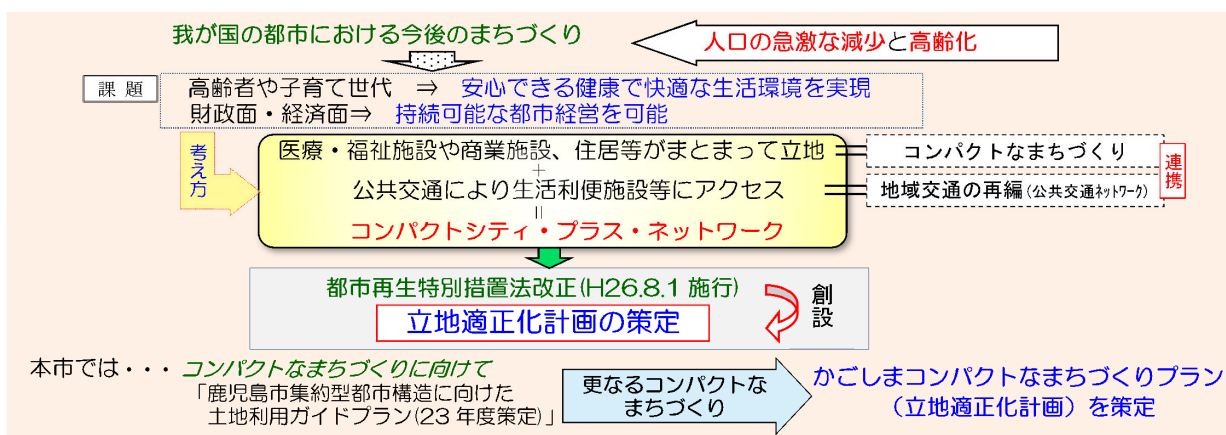 我が国の都市における今後のまちづくり
人口の急激な減少と高齢化
課題
高齢者や子育て世代 ⇒ 安心できる健康で快適な生活環境を実現
財政面・経済面⇒ 持続可能な都市経営を可能
考え方
医療・福祉施設や商業施設、住居等がまとまって立地
+
公共交通により生活利便施設等にアクセス
=
コンパクトシティ・プラス・ネットワーク
コンパクトなまちづくり
地域交通の再編(公共交通ネットワーク)
連携
都市再生特別措置法改正(H26.8.1 施行)
立地適正化計画の策定
創設
本市では・・・ コンパクトなまちづくりに向けて
「鹿児島市集約型都市構造に向けた
土地利用ガイドプラン(23 年度策定)」
更なるコンパクトな
まちづくり
かごしまコンパクトなまちづくりプラン
(立地適正化計画)を策定